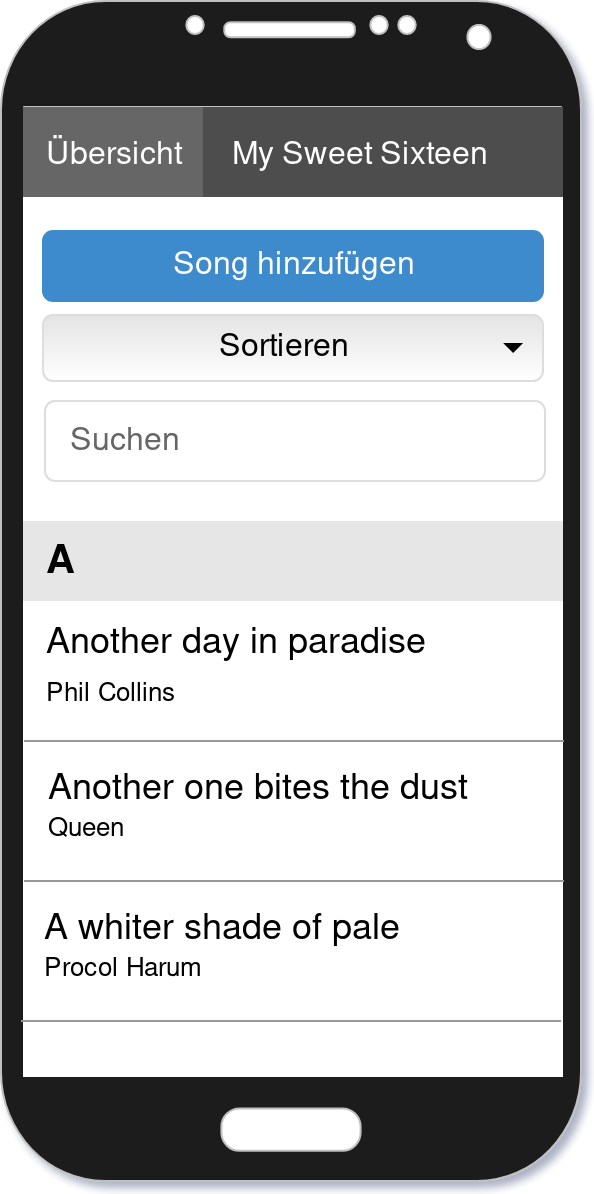 Übersicht My Sweet Sixteen
Song hinzufügen
Sortieren
Suchen
A
Another day in paradise
Phil Collins
Another one bites the dust
Queen
A whiter shade of pale
Procol Harum